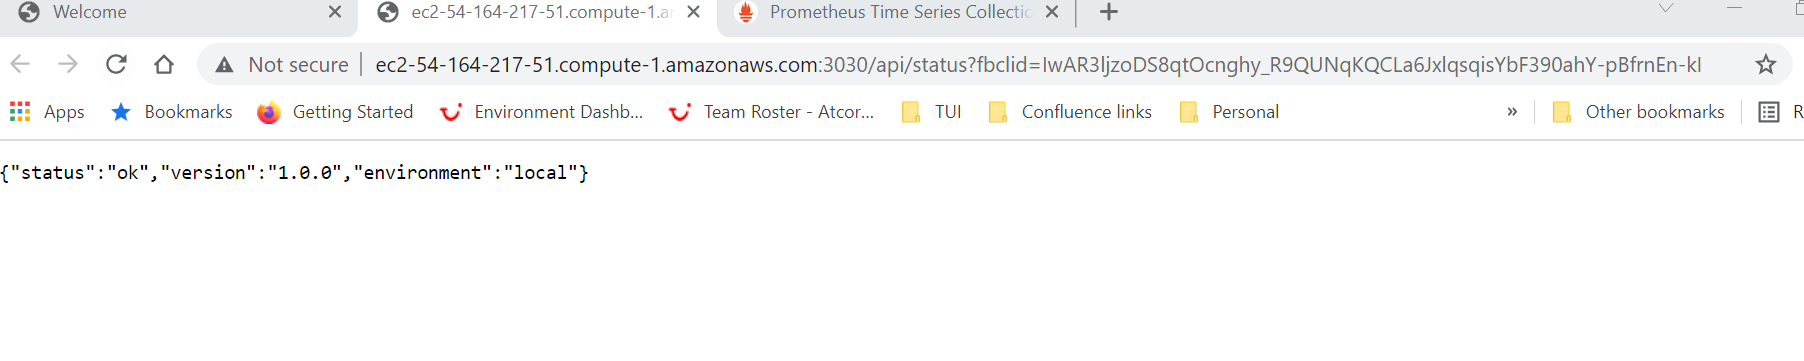 Welcome
ec2-54-164-217-51.compute-1.a
Prometheus Time Series Collectio
Not secure
ec2-54-164-217-51.compute-1.amazonaws.com:3030/api/status?fbclid=IwAR3IjzoDS8qtOcnghy_R9QUNqKQCLa6JxlqsqisYbF390ahY-pBfrnEn-kI
Apps Bookmarks Getting Started Environment Dashb... Team Roster - Atcor... TUI Confluence links Personal » Other bookmarks R
{"status":"ok","version":"1.0.0","environment":"local"}